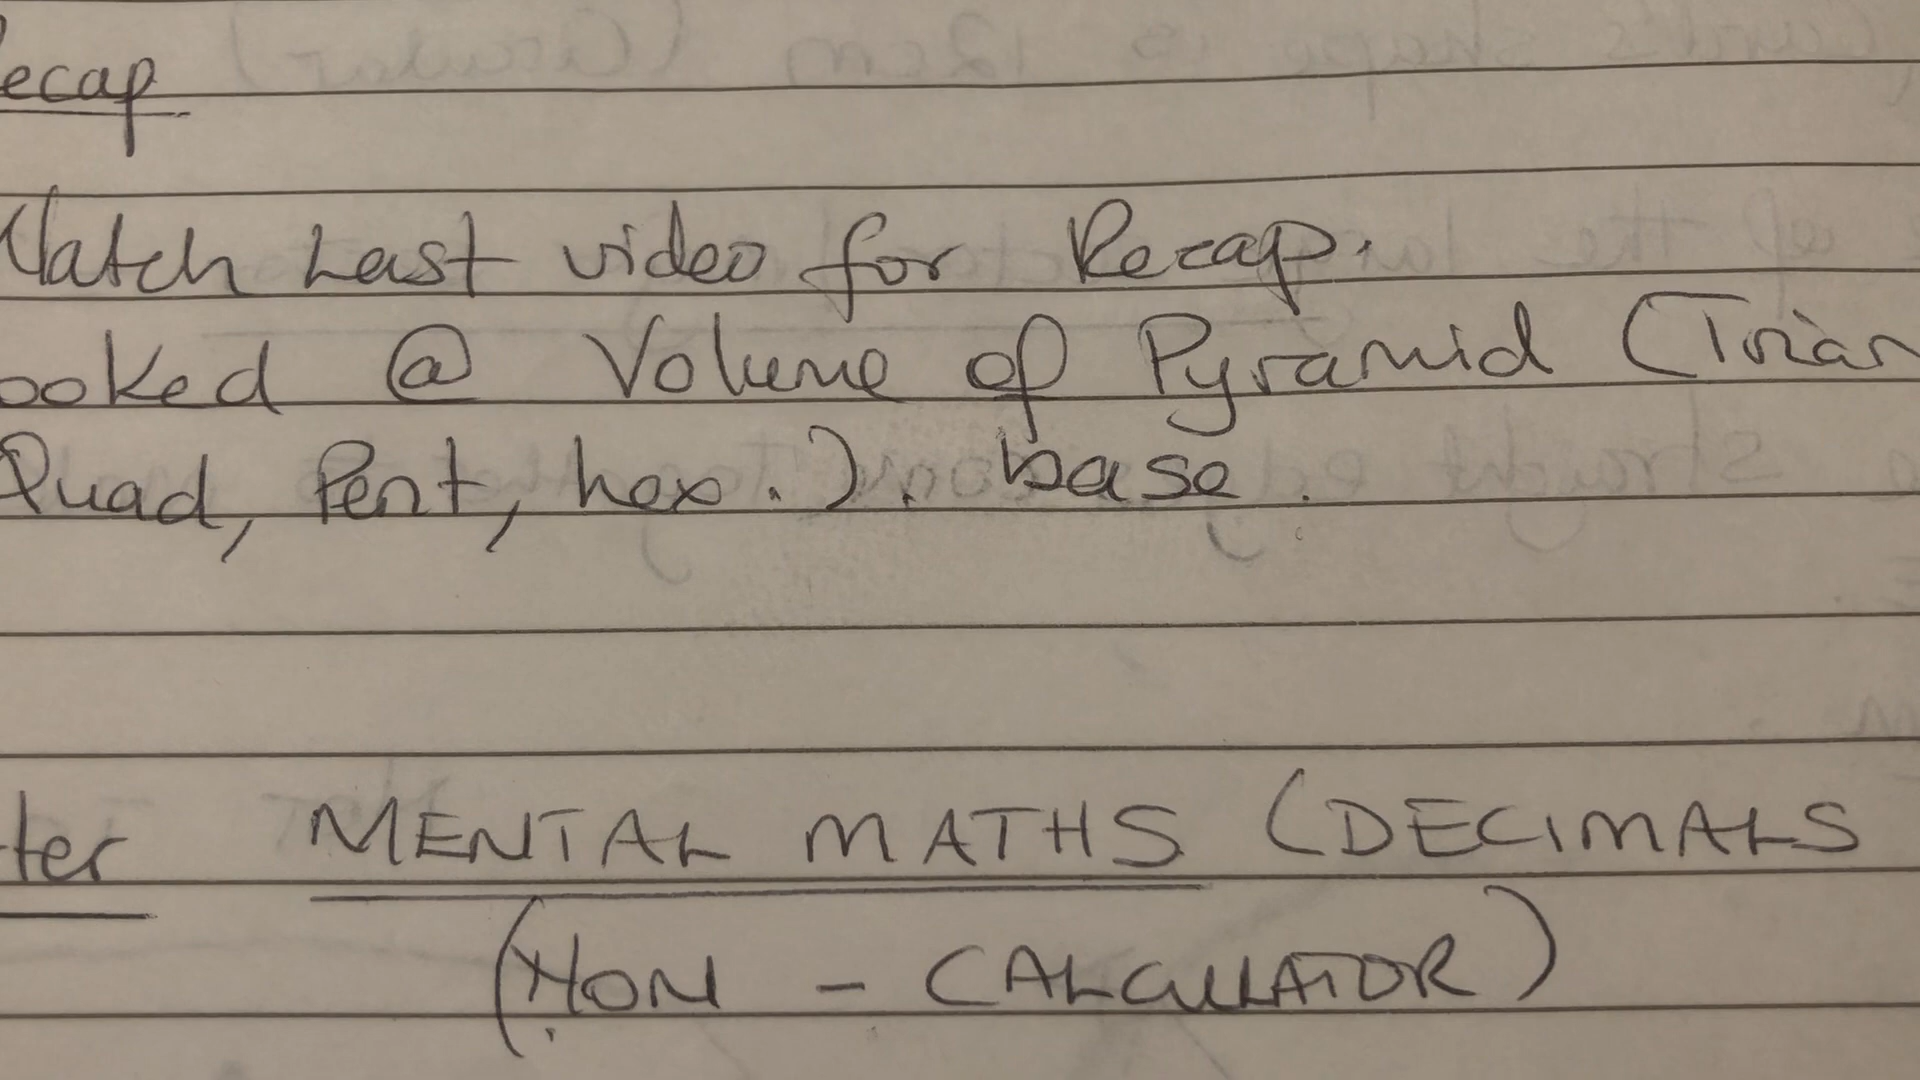 ecap
Watch Last video for Recap.
ooked @ Volume of Pyramid (Trian
Quad, Pent, hex.). base.
ter MENTAL MATHS (DECIMALS
(NON - CALCULATOR)